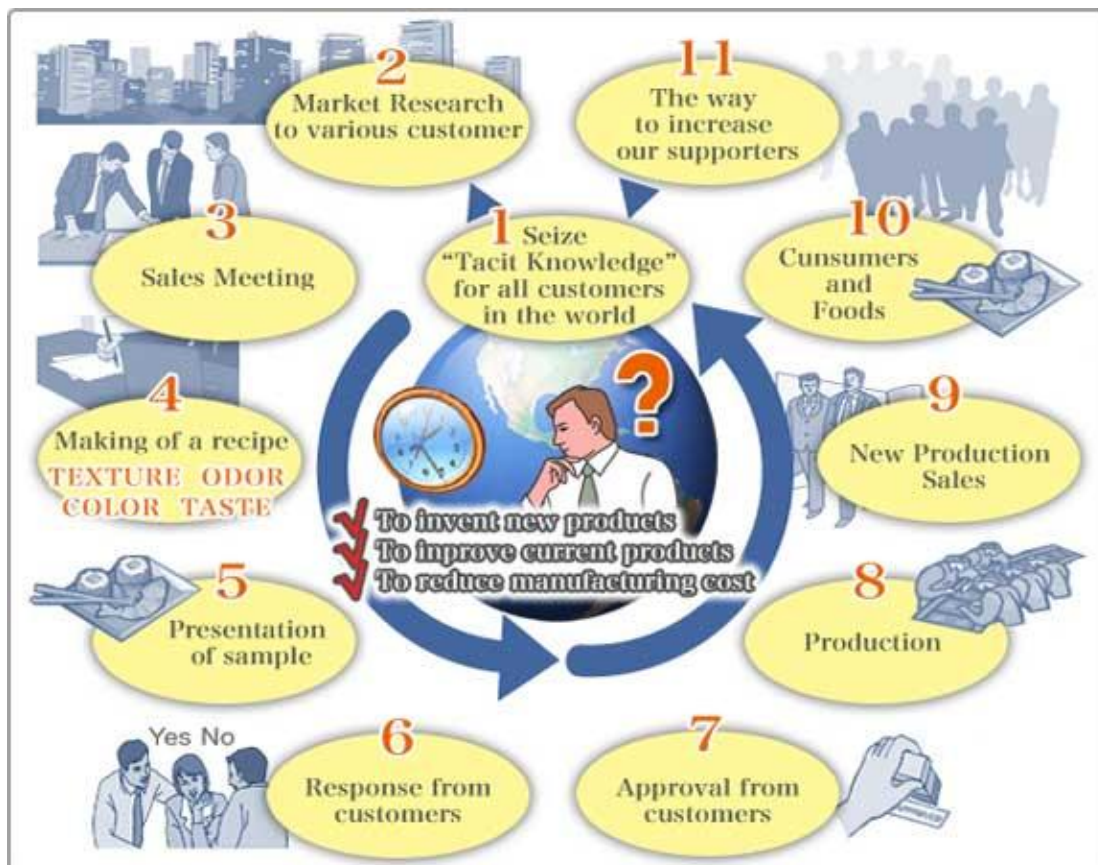 1
Seize
“Tacit Knowledge”
for all customers
in the world
2
Market Research
to various customer
3
Sales Meeting
4
Making of a recipe
TEXTURE ODOR
COLOR TASTE
5
Presentation
of sample
Yes No
6
Response from
customers
7
Approval from
customers
8
Production
9
New Production
Sales
10
Cunsumers
and
Foods
11
The way
to increase
our supporters
?
To invent new products
To inprove current products
To reduce manufacturing cost